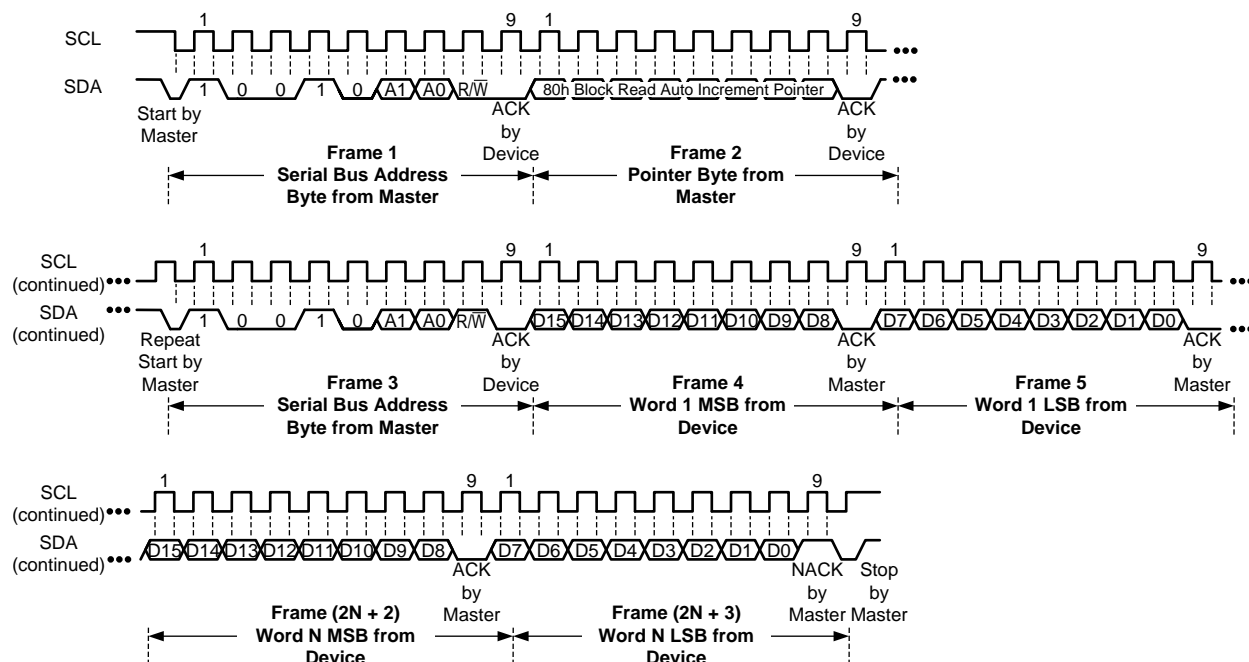 1 9 1 9
SCL
SDA
1 0 0 1 0 A1 A0 R/W̅ 80h Block Read Auto Increment Pointer
Start by
Master
ACK
by
Device
ACK
by
Device
Frame 1
Serial Bus Address
Byte from Master
Frame 2
Pointer Byte from
Master
1 9 1 9 1 9
SCL
(continued)
SDA
(continued)
1 0 0 1 0 A1 A0 R/W̅ D15 D14 D13 D12 D11 D10 D9 D8 D7 D6 D5 D4 D3 D2 D1 D0
Repeat
Start by
Master
ACK
by
Device
ACK
by
Master
ACK
by
Master
Frame 3
Serial Bus Address
Byte from Master
Frame 4
Word 1 MSB from
Device
Frame 5
Word 1 LSB from
Device
1 9 1 9
SCL
(continued)
SDA
(continued)
D15 D14 D13 D12 D11 D10 D9 D8 D7 D6 D5 D4 D3 D2 D1 D0
ACK
by
Master
NACK
by
Master
Stop
by
Master
Frame (2N + 2)
Word N MSB from
Device
Frame (2N + 3)
Word N LSB from
Device